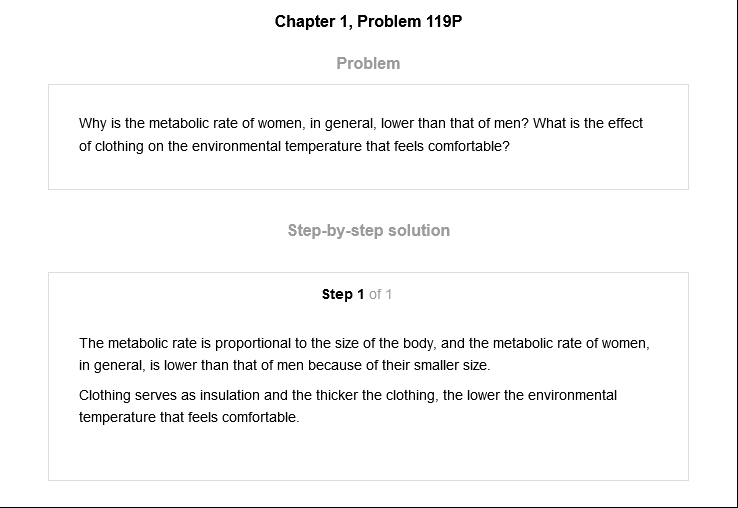 Chapter 1, Problem 119P
Problem
Why is the metabolic rate of women, in general, lower than that of men? What is the effect
of clothing on the environmental temperature that feels comfortable?
Step-by-step solution
Step 1 of 1
The metabolic rate is proportional to the size of the body, and the metabolic rate of women,
in general, is lower than that of men because of their smaller size.
Clothing serves as insulation and the thicker the clothing, the lower the environmental
temperature that feels comfortable.